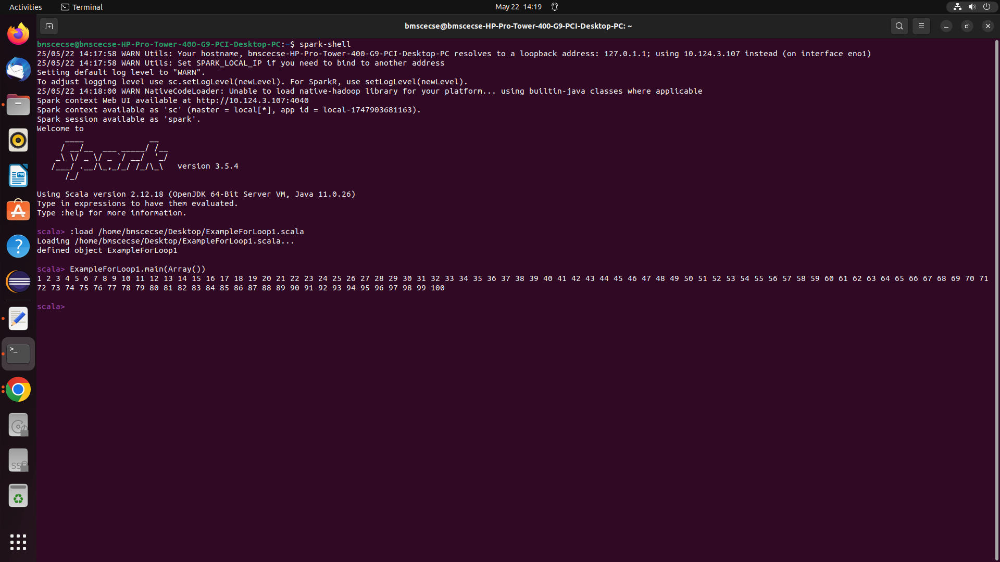 Activities
Terminal
May 22 14:19
bmscecse@bmscecse-HP-Pro-Tower-400-G9-PCI-Desktop-PC: ~
bmscecse@bmscecse-HP-Pro-Tower-400-G9-PCI-Desktop-PC:~$ spark-shell
25/05/22 14:17:58 WARN Utils: Your hostname, bmscecse-HP-Pro-Tower-400-G9-PCI-Desktop-PC resolves to a loopback address: 127.0.1.1; using 10.124.3.107 instead (on interface eno1)
25/05/22 14:17:58 WARN Utils: Set SPARK_LOCAL_IP if you need to bind to another address
Setting default log level to "WARN".
To adjust logging level use sc.setLogLevel(newLevel). For SparkR, use setLogLevel(newLevel).
25/05/22 14:18:00 WARN NativeCodeLoader: Unable to load native-hadoop library for your platform... using builtin-java classes where applicable
Spark context Web UI available at http://10.124.3.107:4040
Spark context available as 'sc' (master = local[*], app id = local-1747903681163).
Spark session available as 'spark'.
Welcome to
      ____              __
     / __/__  ___ _____/ /__
    _\ \/ _ \/ _ `/ __/  '_/
   /___/ .__/\_,_/_/ /_/\_\   version 3.5.4
      /_/
Using Scala version 2.12.18 (OpenJDK 64-Bit Server VM, Java 11.0.26)
Type in expressions to have them evaluated.
Type :help for more information.
scala> :load /home/bmscecse/Desktop/ExampleForLoop1.scala
Loading /home/bmscecse/Desktop/ExampleForLoop1.scala...
defined object ExampleForLoop1
scala> ExampleForLoop1.main(Array())
1 2 3 4 5 6 7 8 9 10 11 12 13 14 15 16 17 18 19 20 21 22 23 24 25 26 27 28 29 30 31 32 33 34 35 36 37 38 39 40 41 42 43 44 45 46 47 48 49 50 51 52 53 54 55 56 57 58 59 60 61 62 63 64 65 66 67 68 69 70 71
72 73 74 75 76 77 78 79 80 81 82 83 84 85 86 87 88 89 90 91 92 93 94 95 96 97 98 99 100
scala>